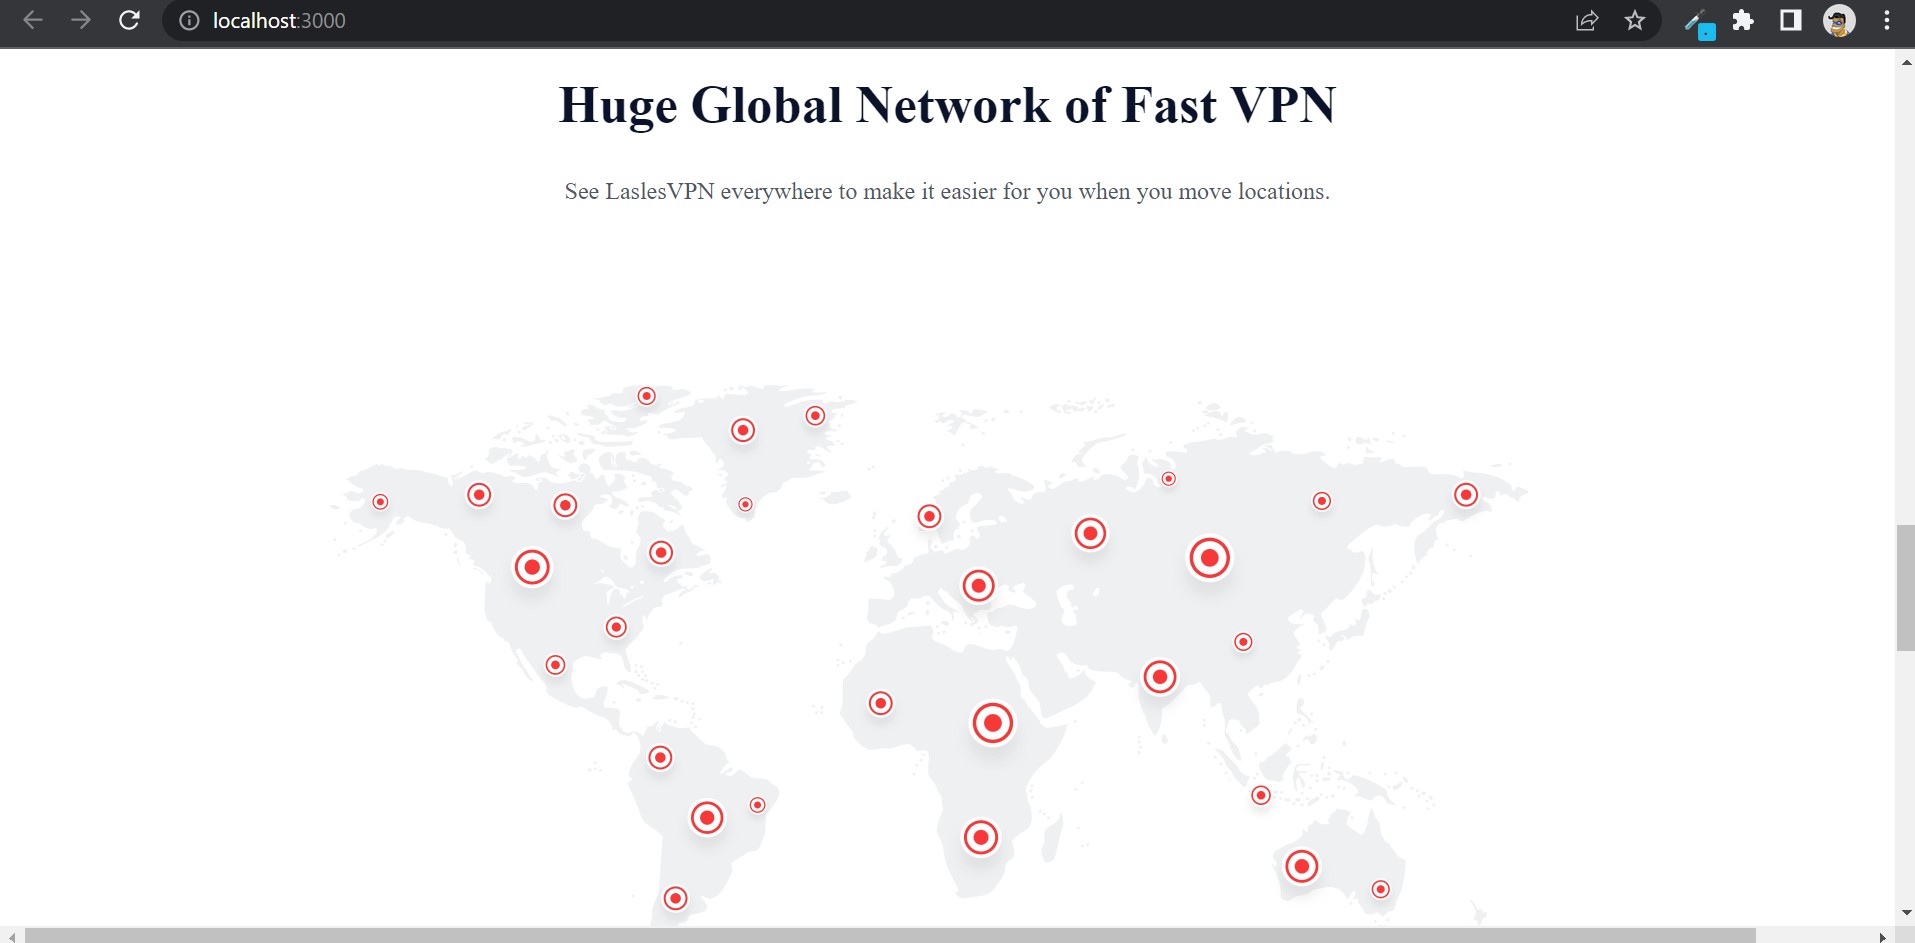 localhost:3000
Huge Global Network of Fast VPN
See LaslesVPN everywhere to make it easier for you when you move locations.